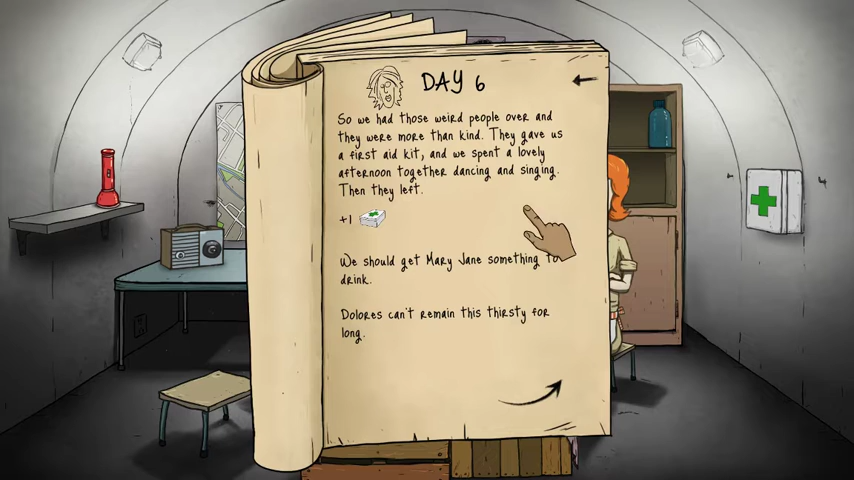 DAY 6
So we had those weird people over and
they were more than kind. They gave us
a first aid kit, and we spent a lovely
afternoon together dancing and singing.
Then they left.
+1
We should get Mary Jane something to
drink.
Dolores can't remain this thirsty for
long.